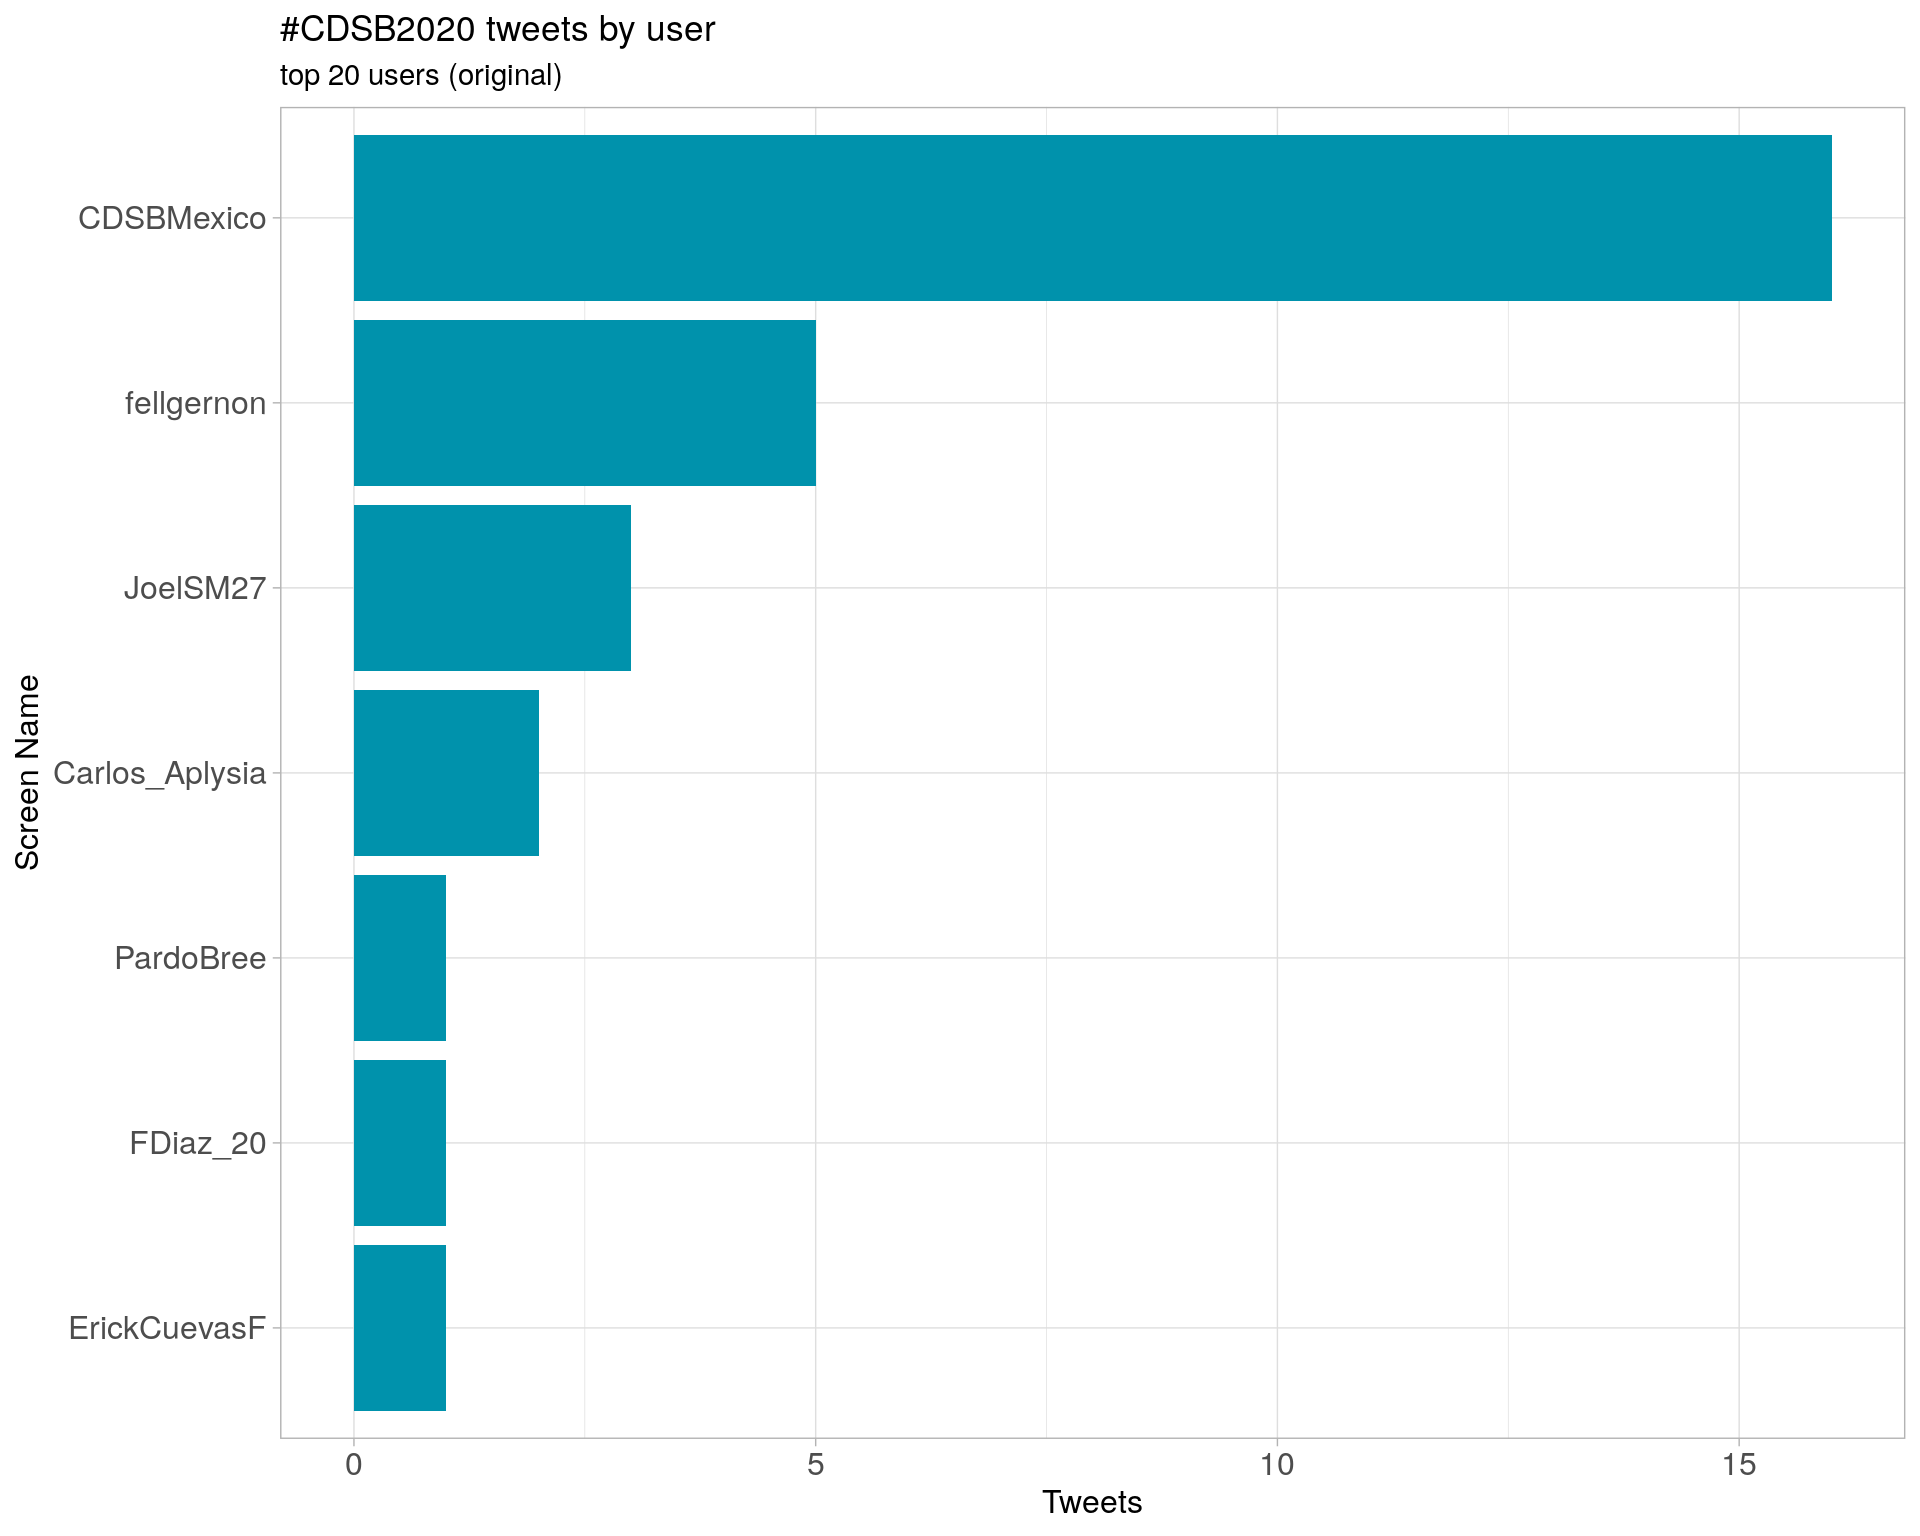 #CDSB2020 tweets by user
top 20 users (original)
CDSBMexico
fellgernon
JoelSM27
Carlos_Aplysia
PardoBree
FDiaz_20
ErickCuevasF
Screen Name
0 5 10 15
Tweets